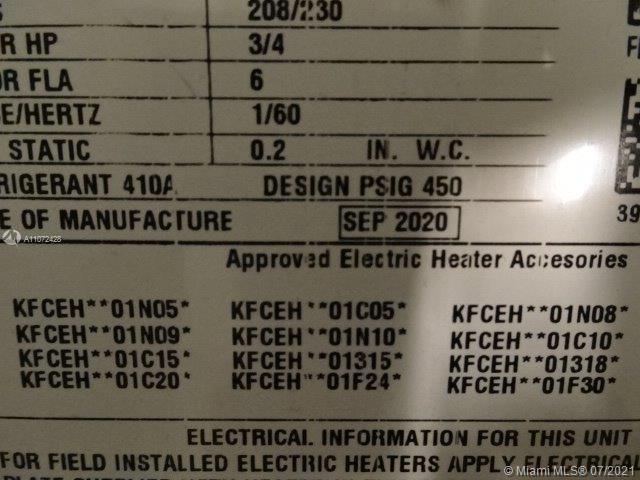 208/230
R HP 3/4
OR FLA 6
E/HERTZ 1/60
STATIC 0.2 IN. W.C.
RIGERANT 410A DESIGN PSIG 450
E OF MANUFACTURE SEP 2020
39
A11072428
Approved Electric Heater Accesories
KFCEH**01N05* KFCEH**01C05* KFCEH**01N08*
KFCEH**01N09* KFCEH**01N10* KFCEH**01C10*
KFCEH**01C15* KFCEH**01315* KFCEH**01318*
KFCEH**01C20* KFCEH**01F24* KFCEH**01F30*
ELECTRICAL INFORMATION FOR THIS UNIT
FOR FIELD INSTALLED ELECTRIC HEATERS APPLY ELECTRICAL
© Miami MLS® 07/2021